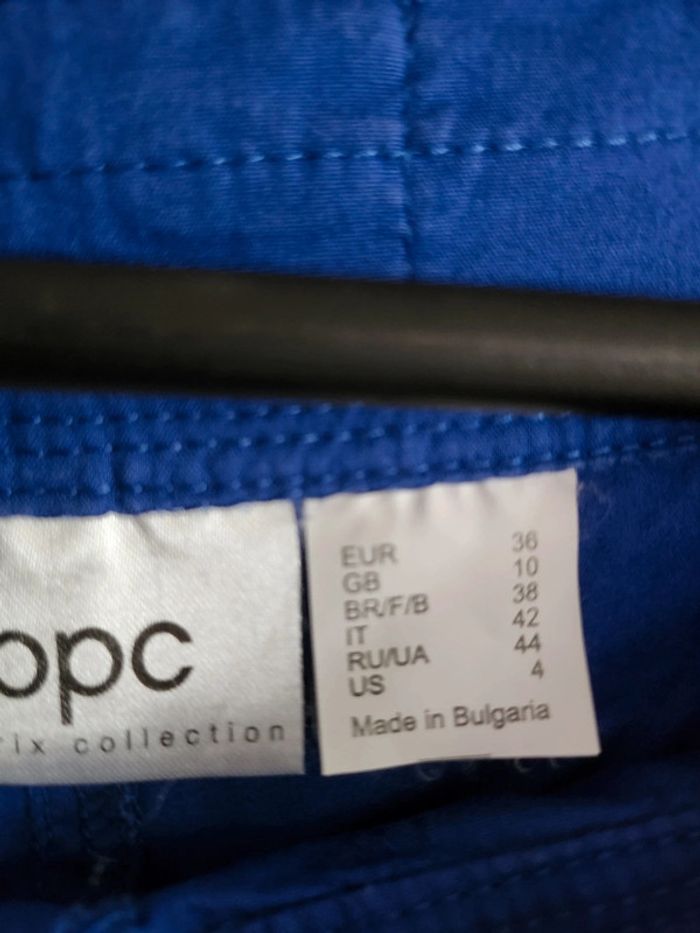 opc
rix collection
EUR 36
GB 10
BR/F/B 38
IT 42
RU/UA 44
US 4
Made in Bulgaria